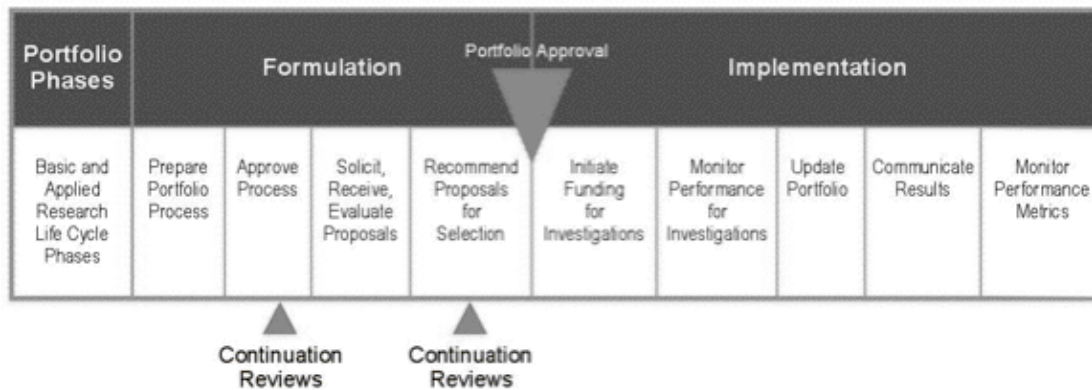 Portfolio
Phases
Formulation
Portfolio Approval
Implementation
Basic and
Applied
Research
Life Cycle
Phases
Prepare
Portfolio
Process
Approve
Process
Solicit,
Receive,
Evaluate
Proposals
Recommend
Proposals
for
Selection
Initiate
Funding
for
Investigations
Monitor
Performance
for
Investigations
Update
Portfolio
Communicate
Results
Monitor
Performance
Metrics
Continuation
Reviews
Continuation
Reviews